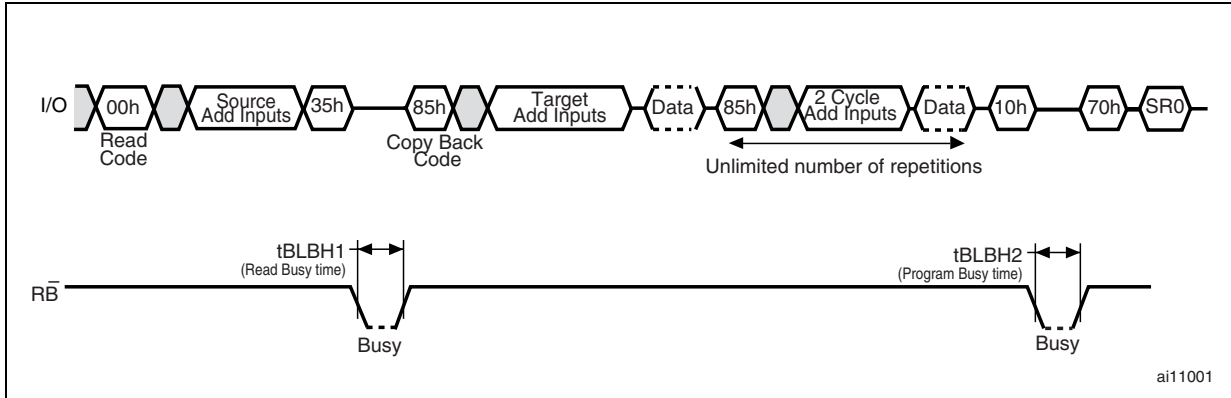 I/O 00h Source Add Inputs 35h 85h Target Add Inputs Data 85h 2 Cycle Add Inputs Data 10h 70h SR0
Read Code
Copy Back Code
Unlimited number of repetitions
tBLBH1
(Read Busy time)
tBLBH2
(Program Busy time)
RB̅
Busy
Busy
ai11001